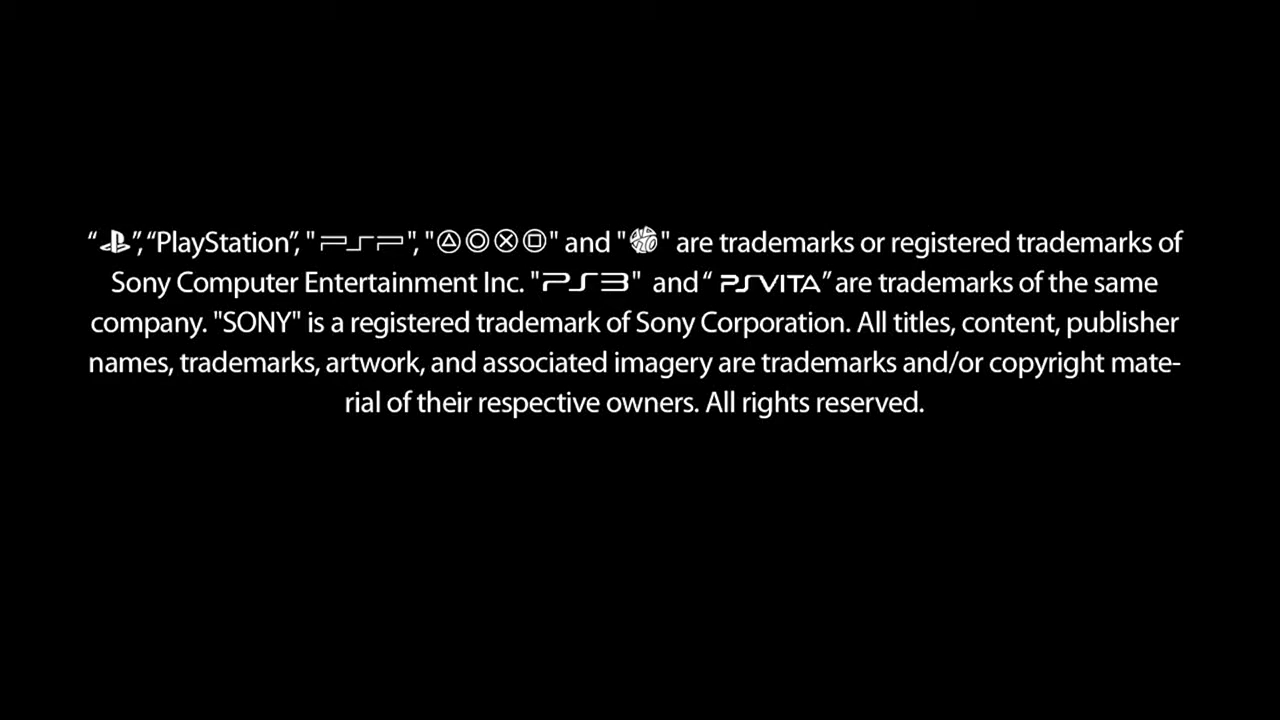 “ ”, “PlayStation”, "PSP", "△○✕□" and " " are trademarks or registered trademarks of
Sony Computer Entertainment Inc. "PS3" and “ PSVITA” are trademarks of the same
company. "SONY" is a registered trademark of Sony Corporation. All titles, content, publisher
names, trademarks, artwork, and associated imagery are trademarks and/or copyright mate-
rial of their respective owners. All rights reserved.